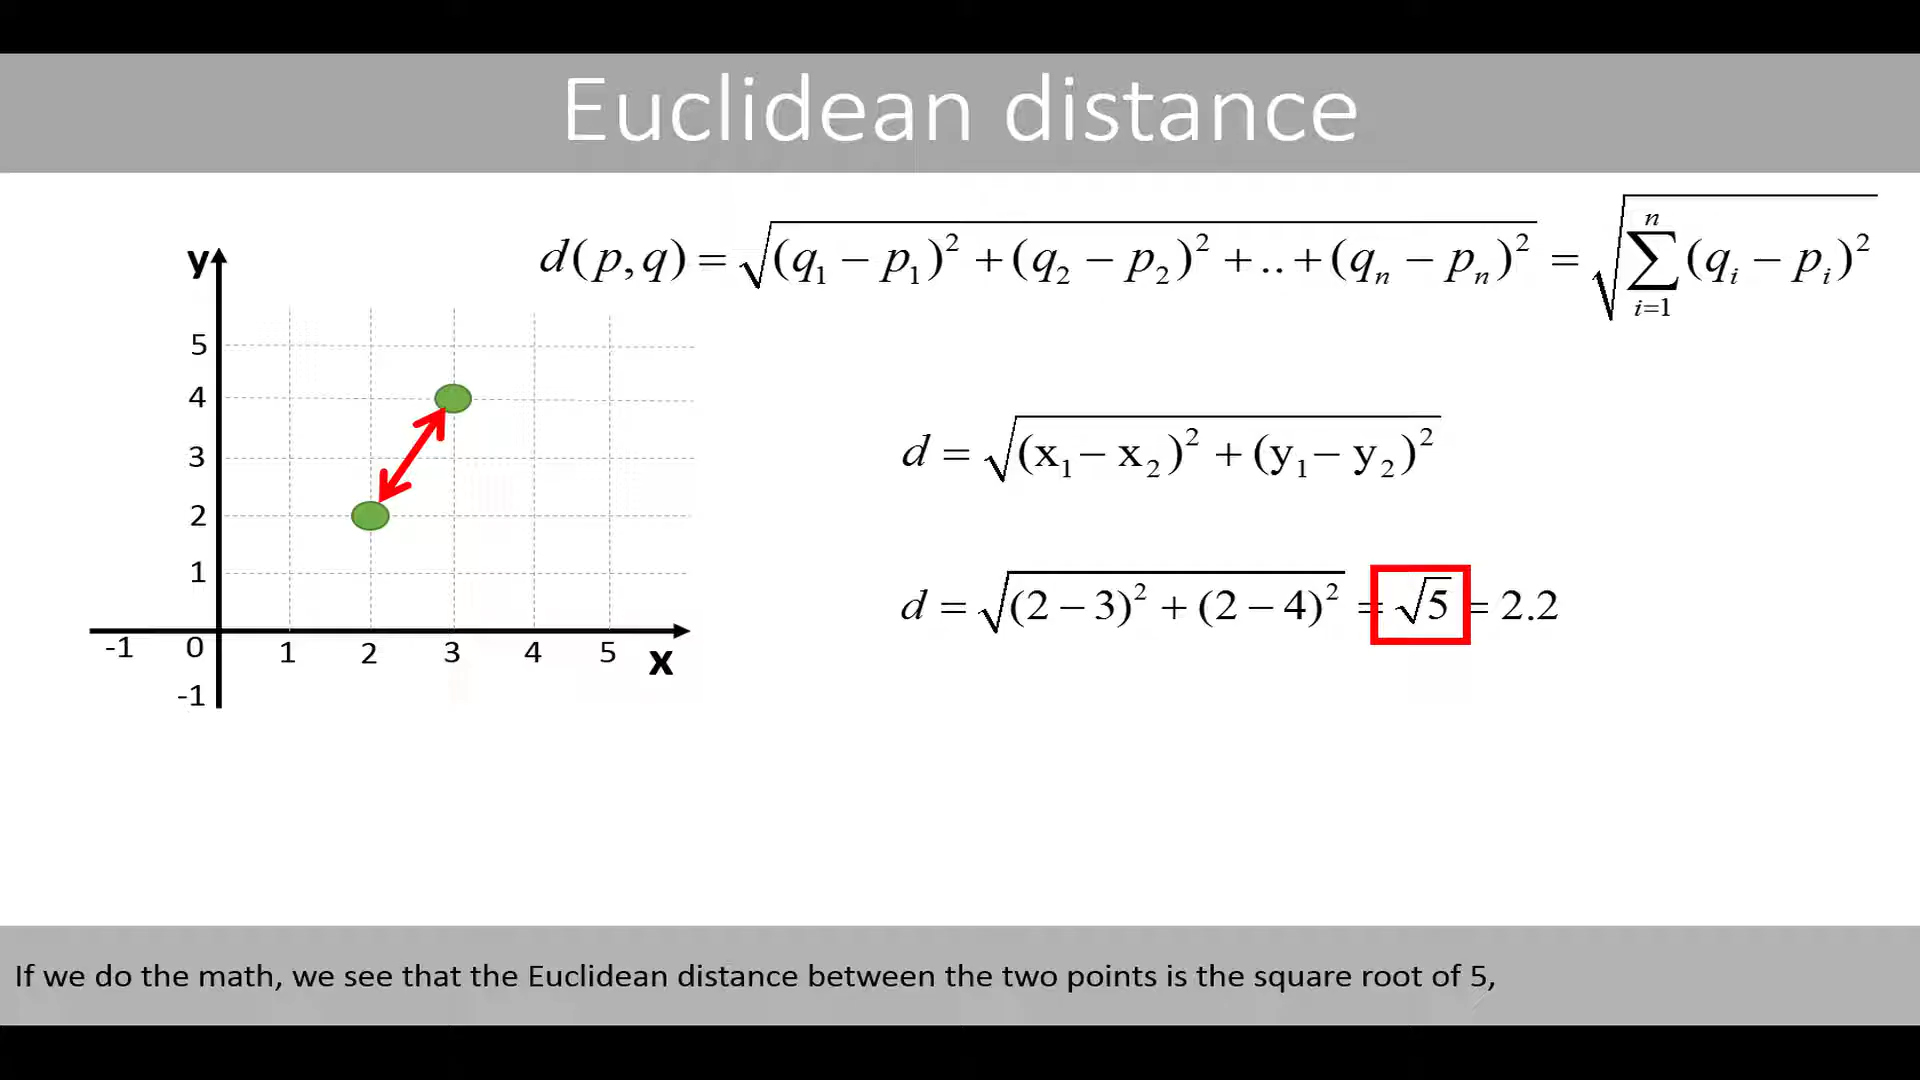 Euclidean distance
d(p,q) = √(q₁ − p₁)² + (q₂ − p₂)² + .. + (qₙ − pₙ)² = √∑ⁿᵢ₌₁ (qᵢ − pᵢ)²
y
5
4
3
2
1
-1 0 1 2 3 4 5 x
-1
d = √(x₁− x₂)² + (y₁− y₂)²
d = √(2 − 3)² + (2 − 4)² = √5 = 2.2
If we do the math, we see that the Euclidean distance between the two points is the square root of 5,